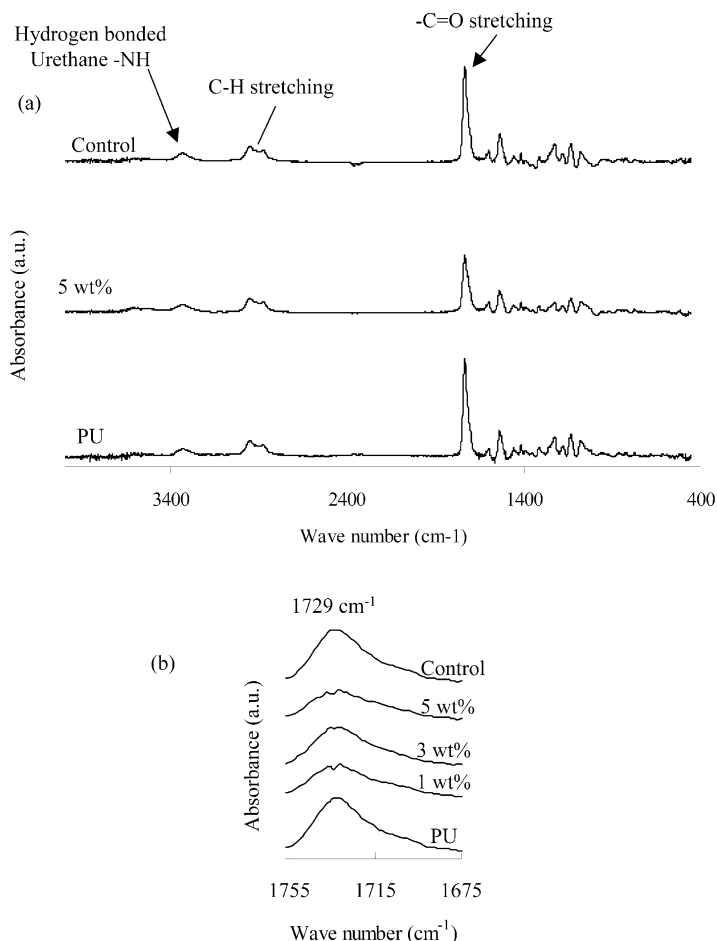 -C=O stretching
Hydrogen bonded
Urethane -NH
C-H stretching
(a)
Control
5 wt%
PU
Absorbance (a.u.)
3400 2400 1400 400
Wave number (cm-1)
1729 cm-1
(b)
Control
5 wt%
3 wt%
1 wt%
PU
Absorbance (a.u.)
1755 1715 1675
Wave number (cm-1)